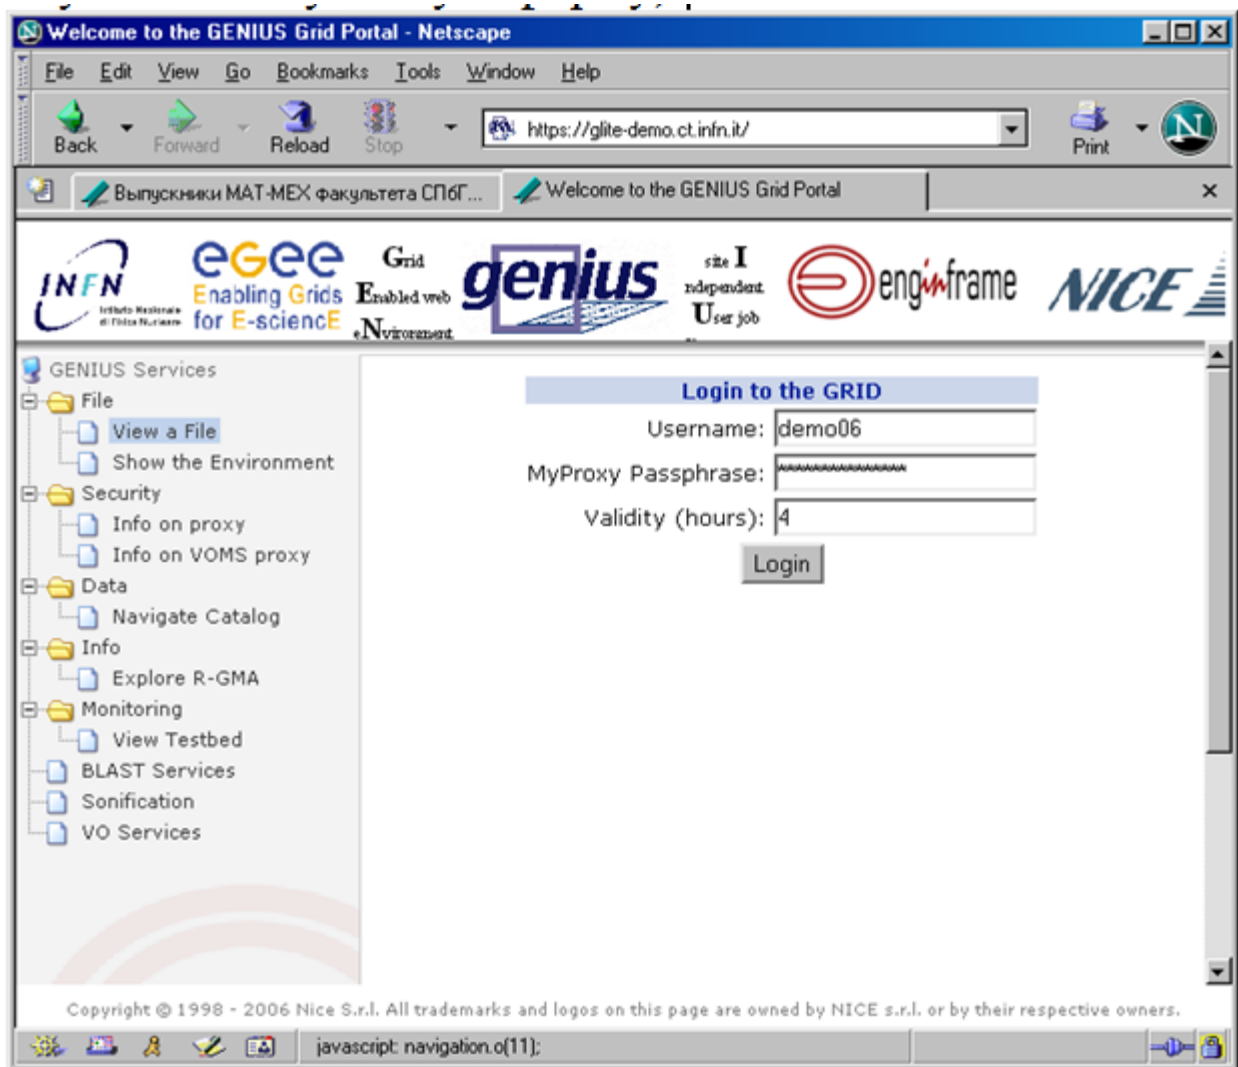 Welcome to the GENIUS Grid Portal - Netscape
File Edit View Go Bookmarks Tools Window Help
Back Forward Reload Stop https://glite-demo.ct.infn.it/ Print N
Выпускники МАТ-МЕХ факультета СПбГ... Welcome to the GENIUS Grid Portal
INFN
Istituto Nazionale
di Fisica Nucleare
egee
Enabling Grids
for E-sciencE
Grid
Enabled web
eNvironment
genius
site I
ndependent
User job
enginframe
NICE
GENIUS Services
File
View a File
Show the Environment
Security
Info on proxy
Info on VOMS proxy
Data
Navigate Catalog
Info
Explore R-GMA
Monitoring
View Testbed
BLAST Services
Sonification
VO Services
Login to the GRID
Username: demo06
MyProxy Passphrase: ***************
Validity (hours): 4
Login
Copyright © 1998 - 2006 Nice S.r.l. All trademarks and logos on this page are owned by NICE s.r.l. or by their respective owners.
javascript: navigation.o(11);